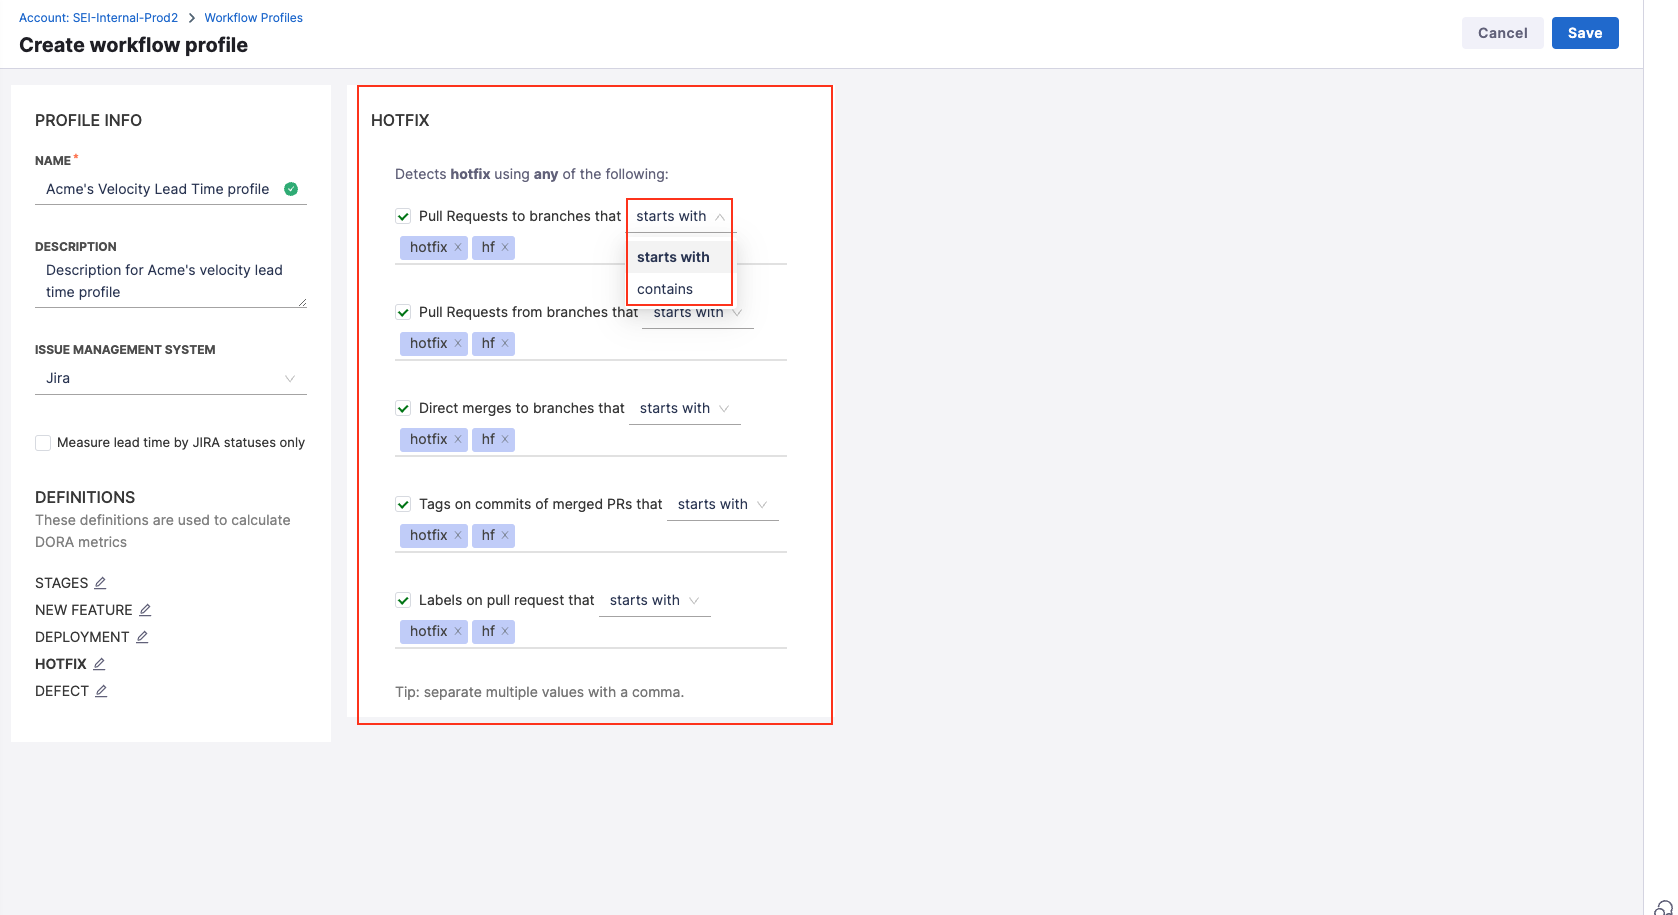 Account: SEI-Internal-Prod2 > Workflow Profiles
Create workflow profile
Cancel
Save
PROFILE INFO
NAME*
Acme's Velocity Lead Time profile
DESCRIPTION
Description for Acme's velocity lead
time profile
ISSUE MANAGEMENT SYSTEM
Jira
Measure lead time by JIRA statuses only
DEFINITIONS
These definitions are used to calculate
DORA metrics
STAGES
NEW FEATURE
DEPLOYMENT
HOTFIX
DEFECT
HOTFIX
Detects hotfix using any of the following:
Pull Requests to branches that starts with
hotfix × hf ×
starts with
contains
Pull Requests from branches that starts with
hotfix × hf ×
Direct merges to branches that starts with
hotfix × hf ×
Tags on commits of merged PRs that starts with
hotfix × hf ×
Labels on pull request that starts with
hotfix × hf ×
Tip: separate multiple values with a comma.